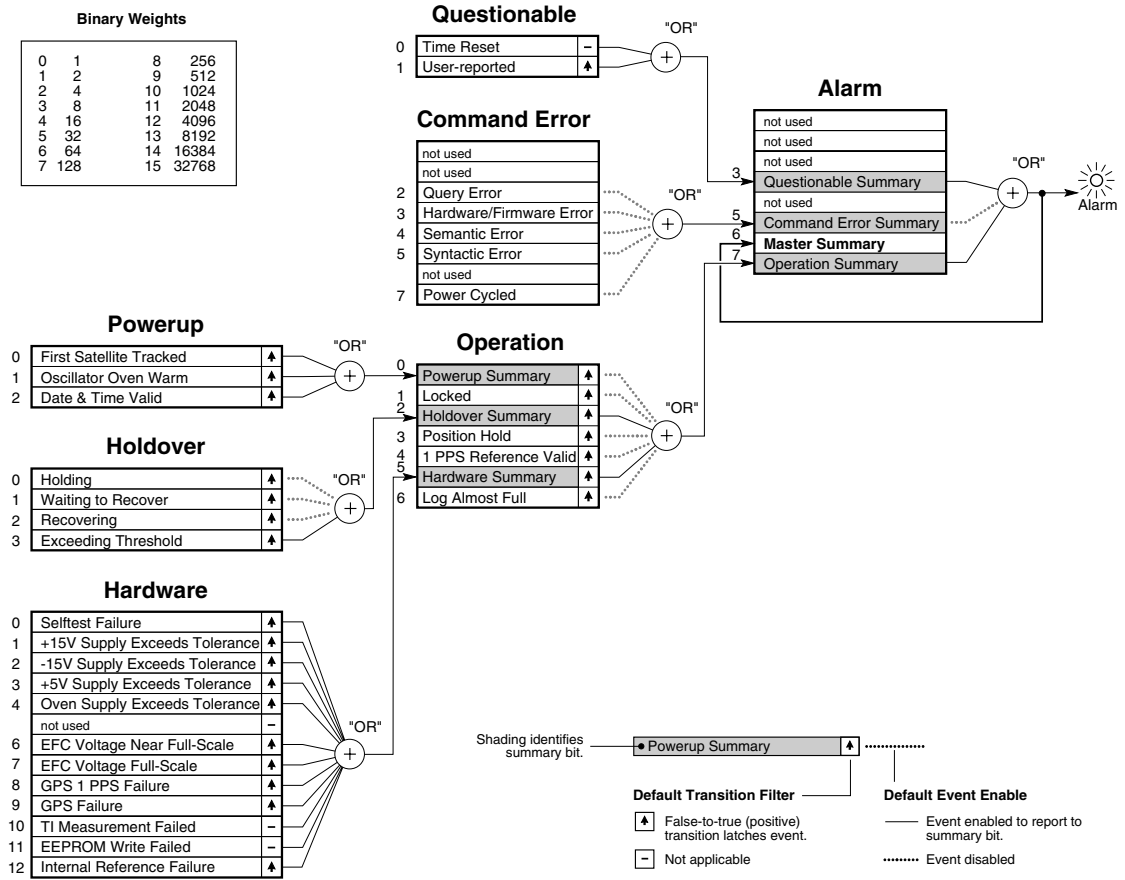 Binary Weights
0 1 8 256
1 2 9 512
2 4 10 1024
3 8 11 2048
4 16 12 4096
5 32 13 8192
6 64 14 16384
7 128 15 32768
Questionable
"OR"
0 Time Reset –
1 User-reported
Command Error
not used
not used
2 Query Error
3 Hardware/Firmware Error
4 Semantic Error
5 Syntactic Error
not used
7 Power Cycled
"OR"
Alarm
not used
not used
not used
3 Questionable Summary
not used
5 Command Error Summary
6 Master Summary
7 Operation Summary
"OR"
Alarm
Powerup
0 First Satellite Tracked
1 Oscillator Oven Warm
2 Date & Time Valid
"OR"
Operation
0 Powerup Summary
1 Locked
2 Holdover Summary
3 Position Hold
4 1 PPS Reference Valid
5 Hardware Summary
6 Log Almost Full
"OR"
Holdover
0 Holding
1 Waiting to Recover
2 Recovering
3 Exceeding Threshold
"OR"
Hardware
0 Selftest Failure
1 +15V Supply Exceeds Tolerance
2 -15V Supply Exceeds Tolerance
3 +5V Supply Exceeds Tolerance
4 Oven Supply Exceeds Tolerance
not used –
6 EFC Voltage Near Full-Scale
7 EFC Voltage Full-Scale
8 GPS 1 PPS Failure
9 GPS Failure
10 TI Measurement Failed –
11 EEPROM Write Failed –
12 Internal Reference Failure
"OR"
Shading identifies
summary bit.
Powerup Summary
Default Transition Filter
False-to-true (positive)
transition latches event.
– Not applicable
Default Event Enable
Event enabled to report to
summary bit.
Event disabled